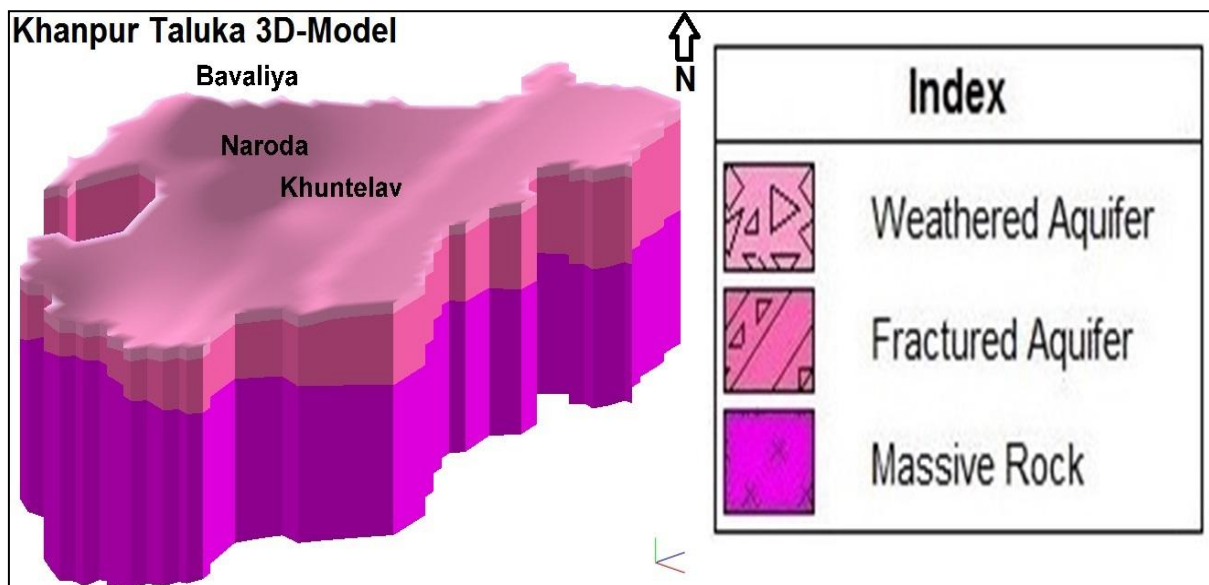 Khanpur Taluka 3D-Model
Bavaliya
Naroda
Khuntelav
N
Index
Weathered Aquifer
Fractured Aquifer
Massive Rock